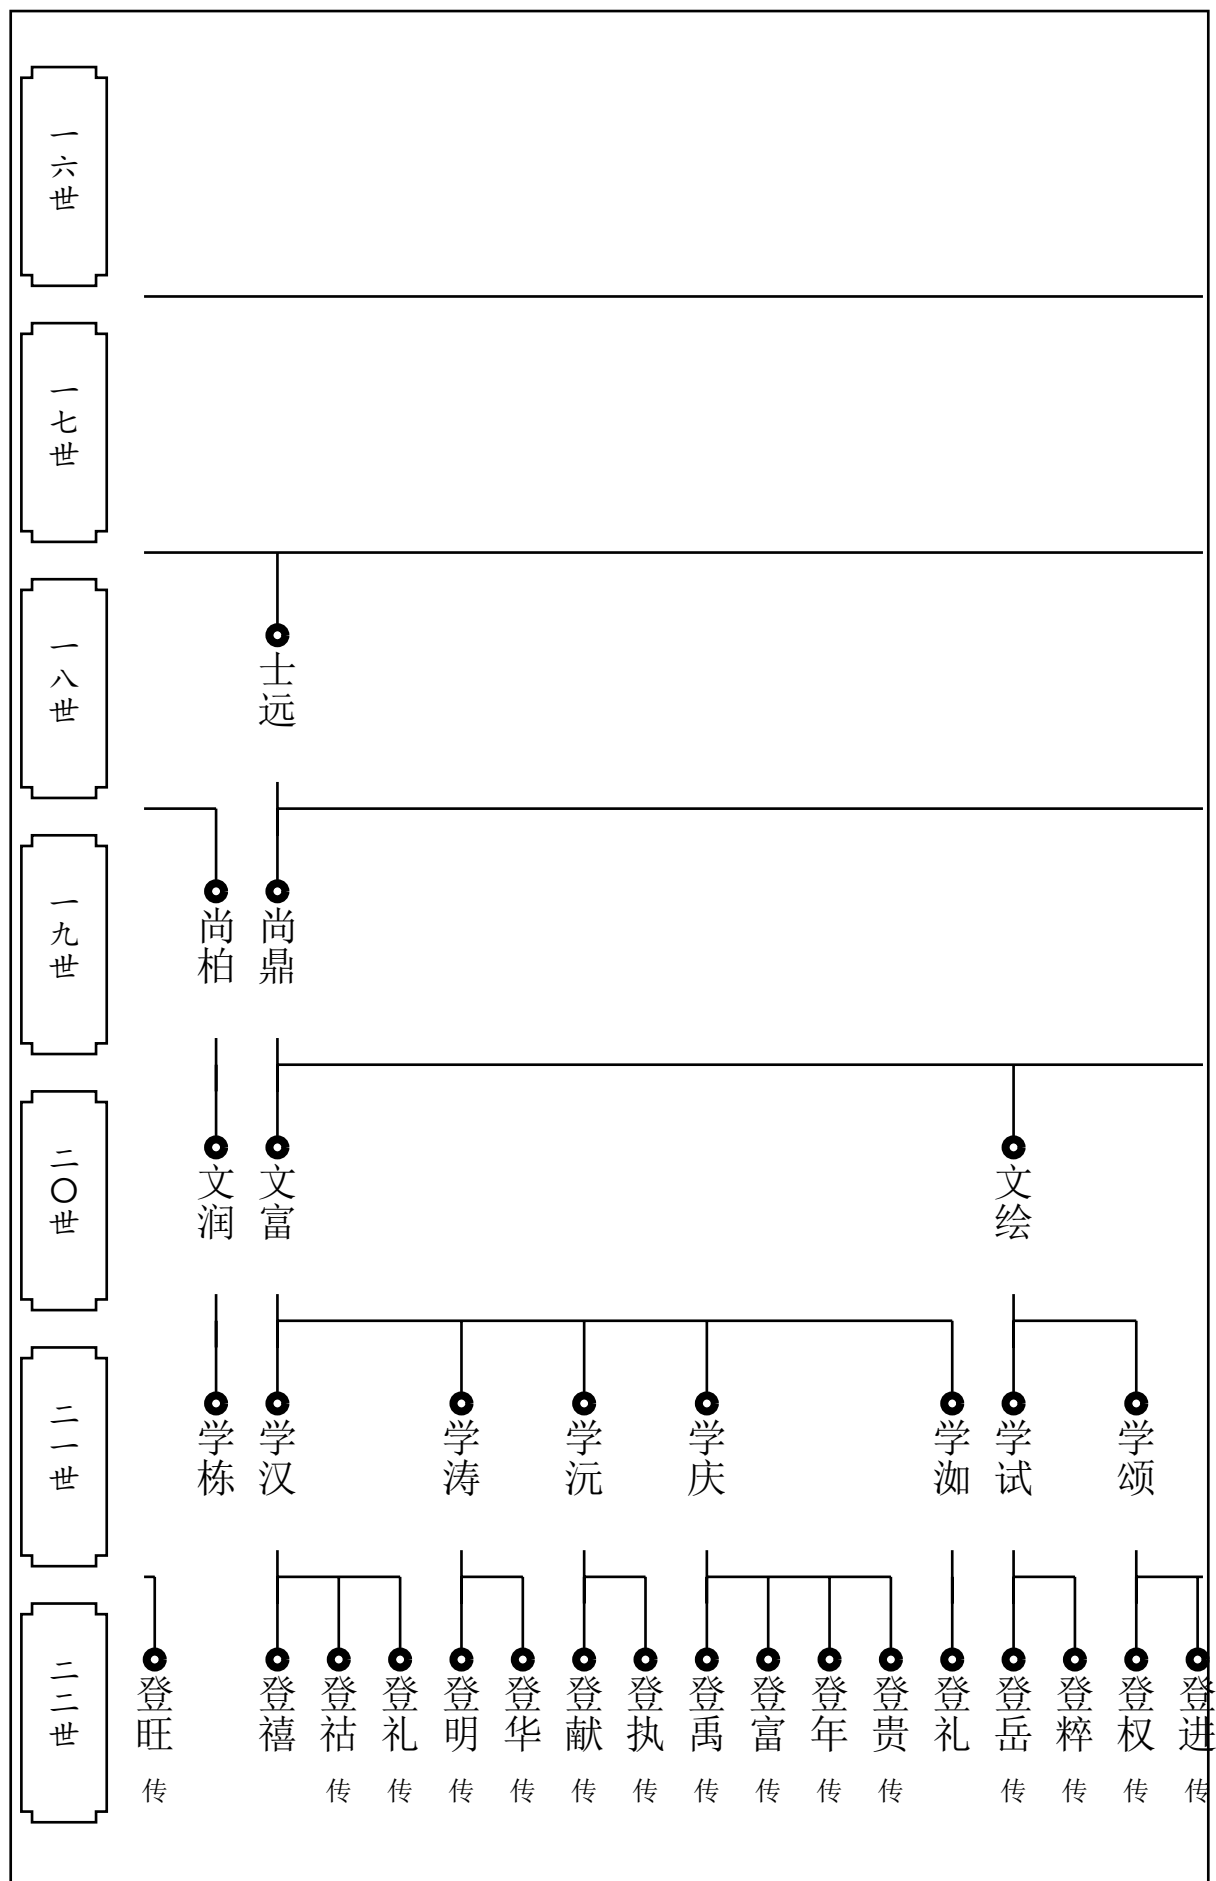 一六世
一七世
一八世
士远
一九世
尚柏
尚鼎
二〇世
文润
文富
文绘
二一世
学栋
学汉
学涛
学沅
学庆
学洳
学试
学颂
二二世
登旺
传
登禧
登祜
传
登礼
传
登明
传
登华
传
登献
传
登执
传
登禹
传
登富
传
登年
传
登贵
传
登礼
登岳
传
登粹
传
登权
传
登进
传